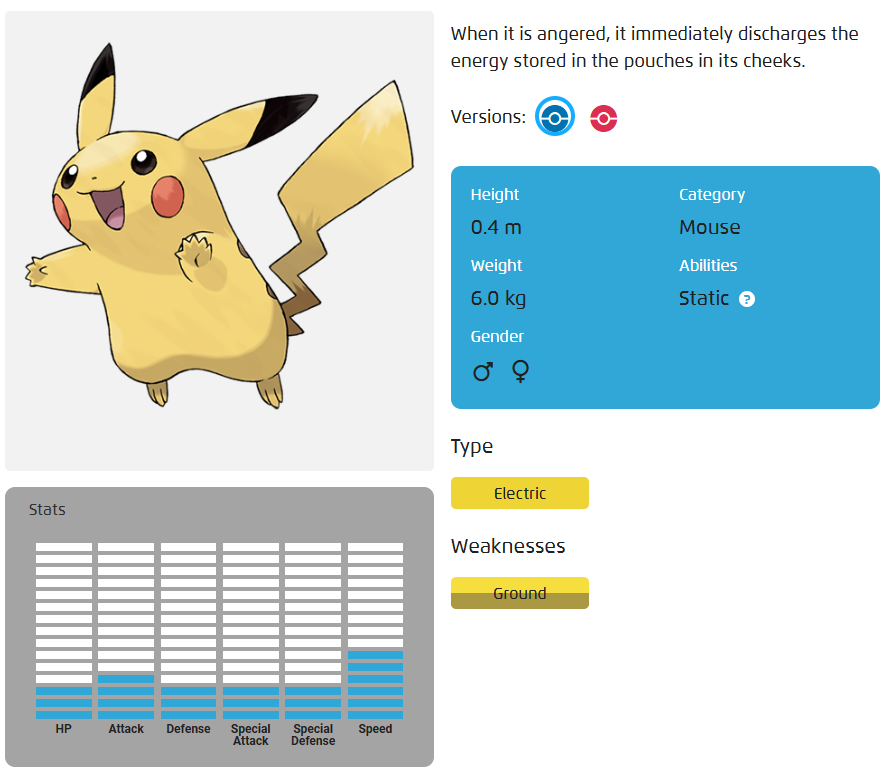 When it is angered, it immediately discharges the
energy stored in the pouches in its cheeks.
Versions:
Height
0.4 m
Category
Mouse
Weight
6.0 kg
Abilities
Static ?
Gender
♂ ♀
Type
Electric
Weaknesses
Ground
Stats
HP
Attack
Defense
Special
Attack
Special
Defense
Speed